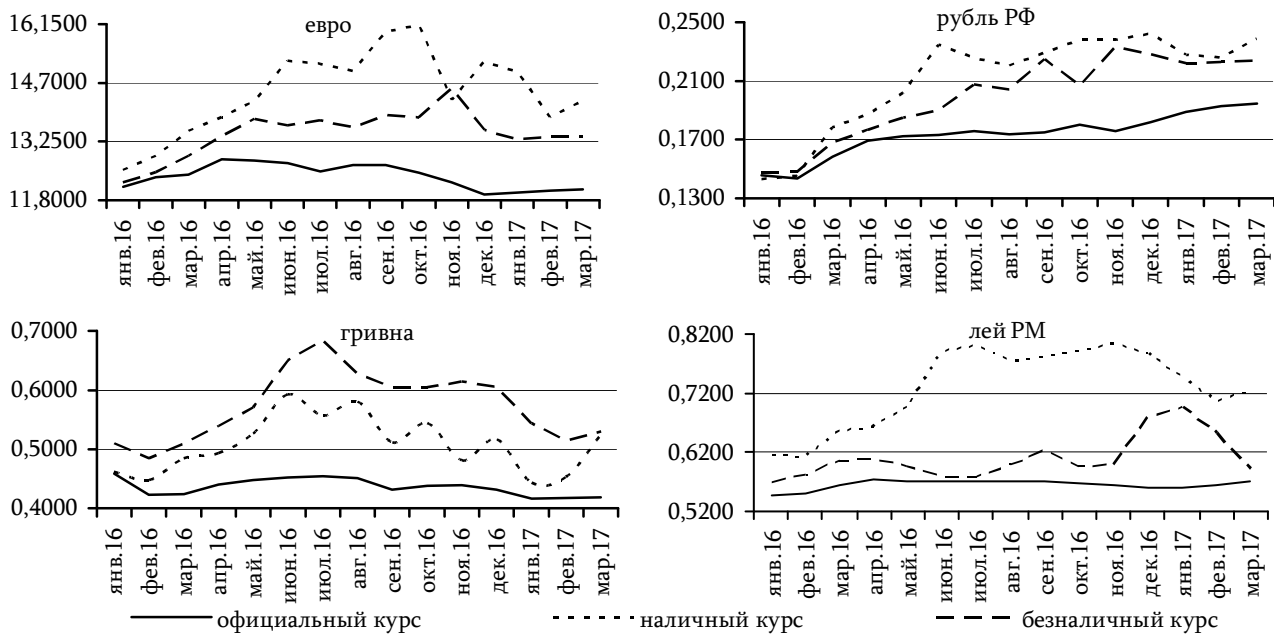 евро
16,1500
14,7000
13,2500
11,8000
янв.16
фев.16
мар.16
апр.16
май.16
июн.16
июл.16
авг.16
сен.16
окт.16
ноя.16
дек.16
янв.17
фев.17
мар.17
рубль РФ
0,2500
0,2100
0,1700
0,1300
янв.16
фев.16
мар.16
апр.16
май.16
июн.16
июл.16
авг.16
сен.16
окт.16
ноя.16
дек.16
янв.17
фев.17
мар.17
гривна
0,7000
0,6000
0,5000
0,4000
янв.16
фев.16
мар.16
апр.16
май.16
июн.16
июл.16
авг.16
сен.16
окт.16
ноя.16
дек.16
янв.17
фев.17
мар.17
лей РМ
0,8200
0,7200
0,6200
0,5200
янв.16
фев.16
мар.16
апр.16
май.16
июн.16
июл.16
авг.16
сен.16
окт.16
ноя.16
дек.16
янв.17
фев.17
мар.17
официальный курс
наличный курс
безналичный курс